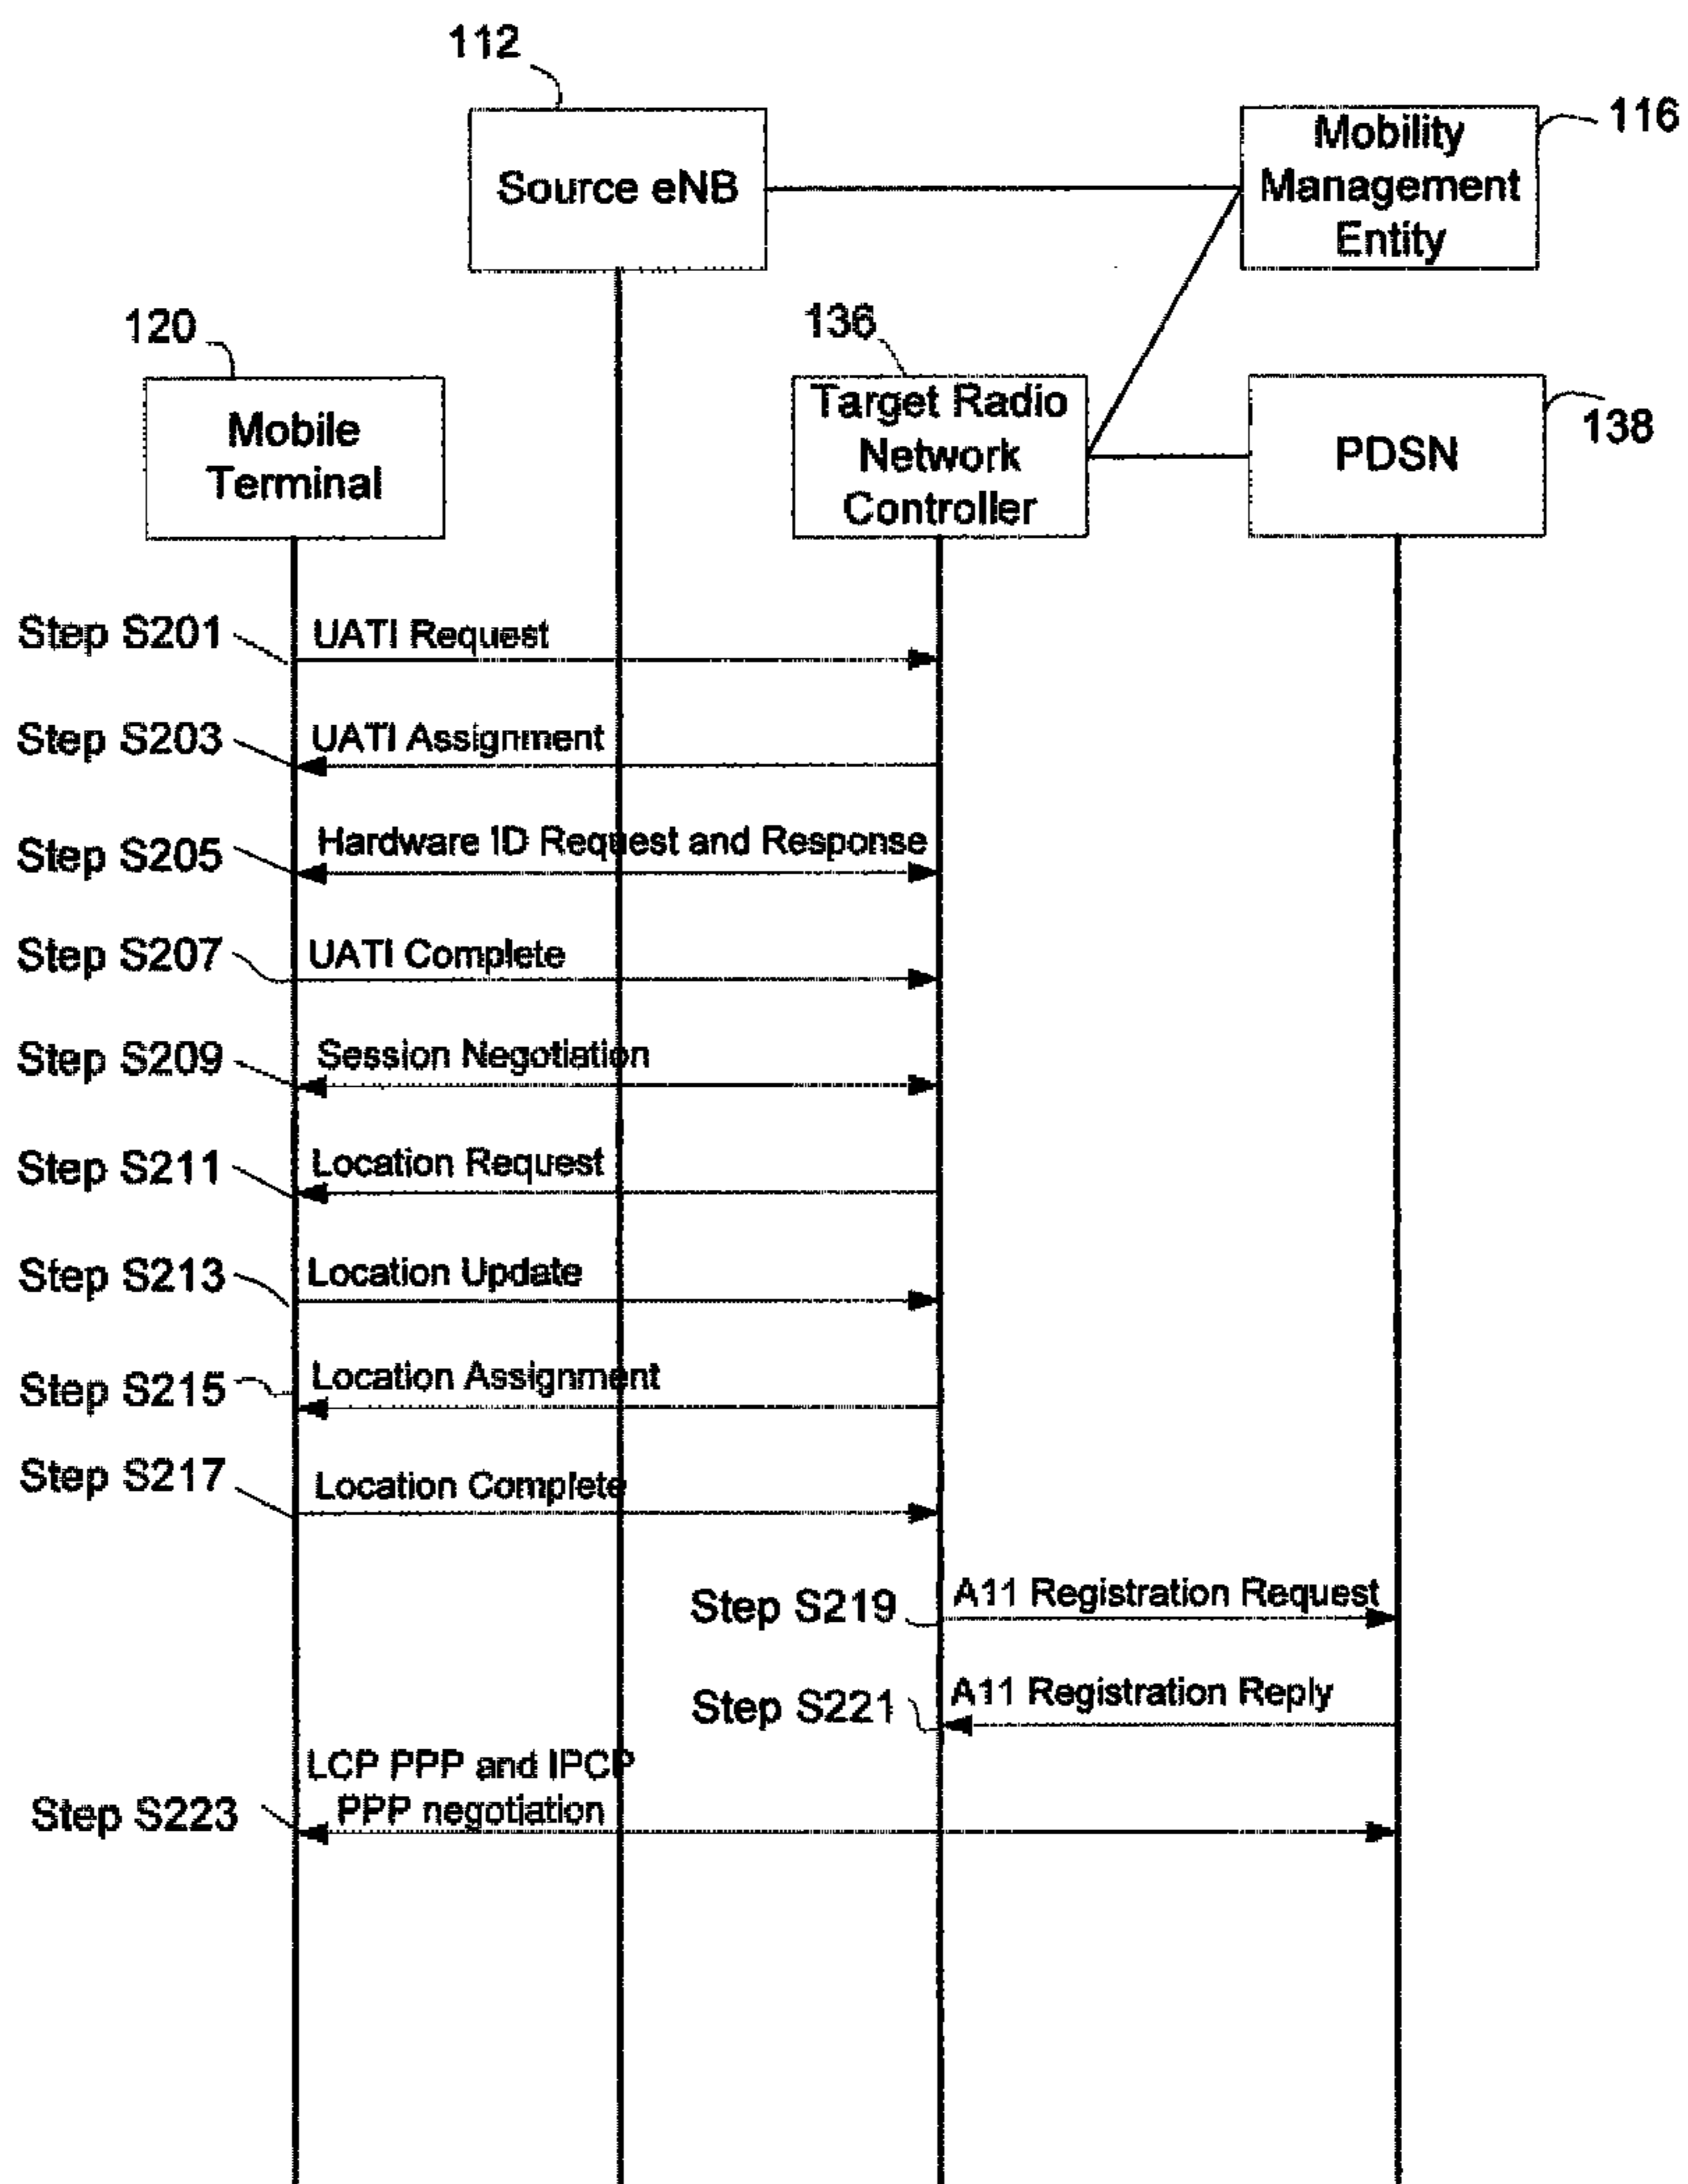 112
Source eNB
Mobility
Management
Entity
116
120
Mobile
Terminal
136
Target Radio
Network
Controller
PDSN
138
Step S201
UATI Request
Step S203
UATI Assignment
Step S205
Hardware ID Request and Response
Step S207
UATI Complete
Step S209
Session Negotiation
Step S211
Location Request
Step S213
Location Update
Step S215
Location Assignment
Step S217
Location Complete
Step S219
A11 Registration Request
Step S221
A11 Registration Reply
Step S223
LCP PPP and IPCP
PPP negotiation